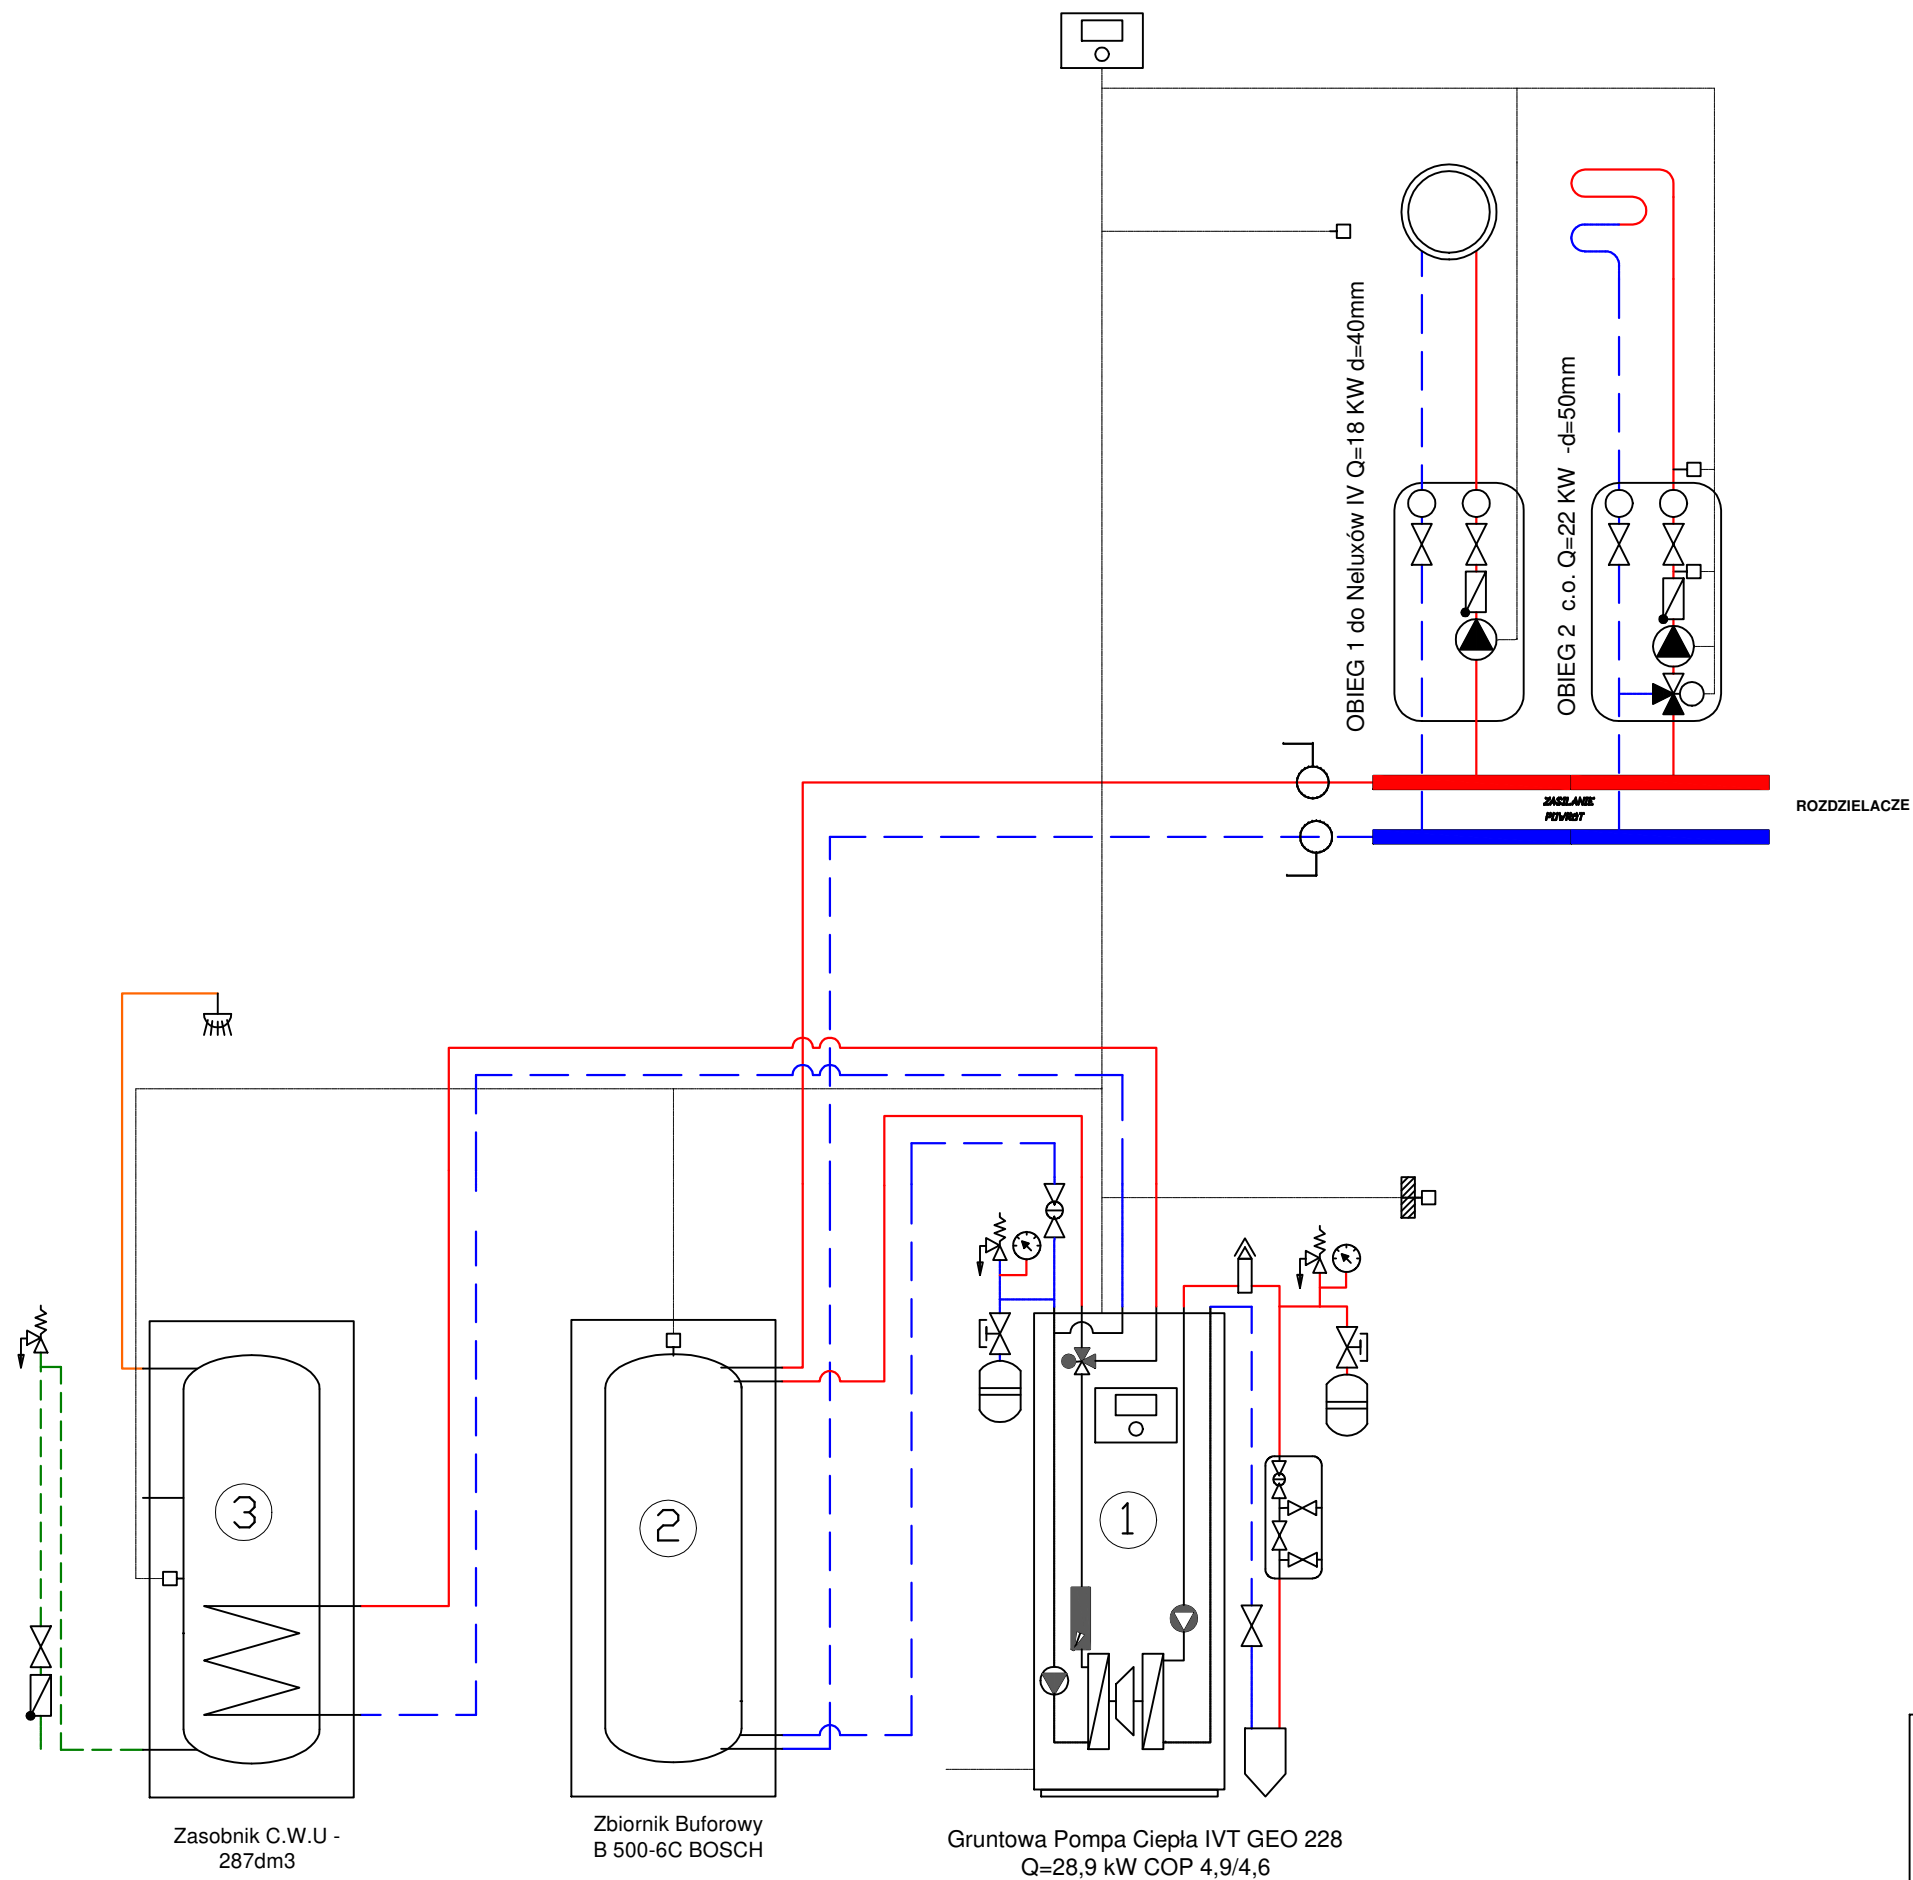 OBIEG 1 do Neluxów IV Q=18 KW d=40mm
OBIEG 2 c.o. Q=22 KW -d=50mm
ZASILANIE
POWRÓT
ROZDZIELACZE
3
2
1
Zasobnik C.W.U -
287dm3
Zbiornik Buforowy
B 500-6C BOSCH
Gruntowa Pompa Ciepła IVT GEO 228
Q=28,9 kW COP 4,9/4,6